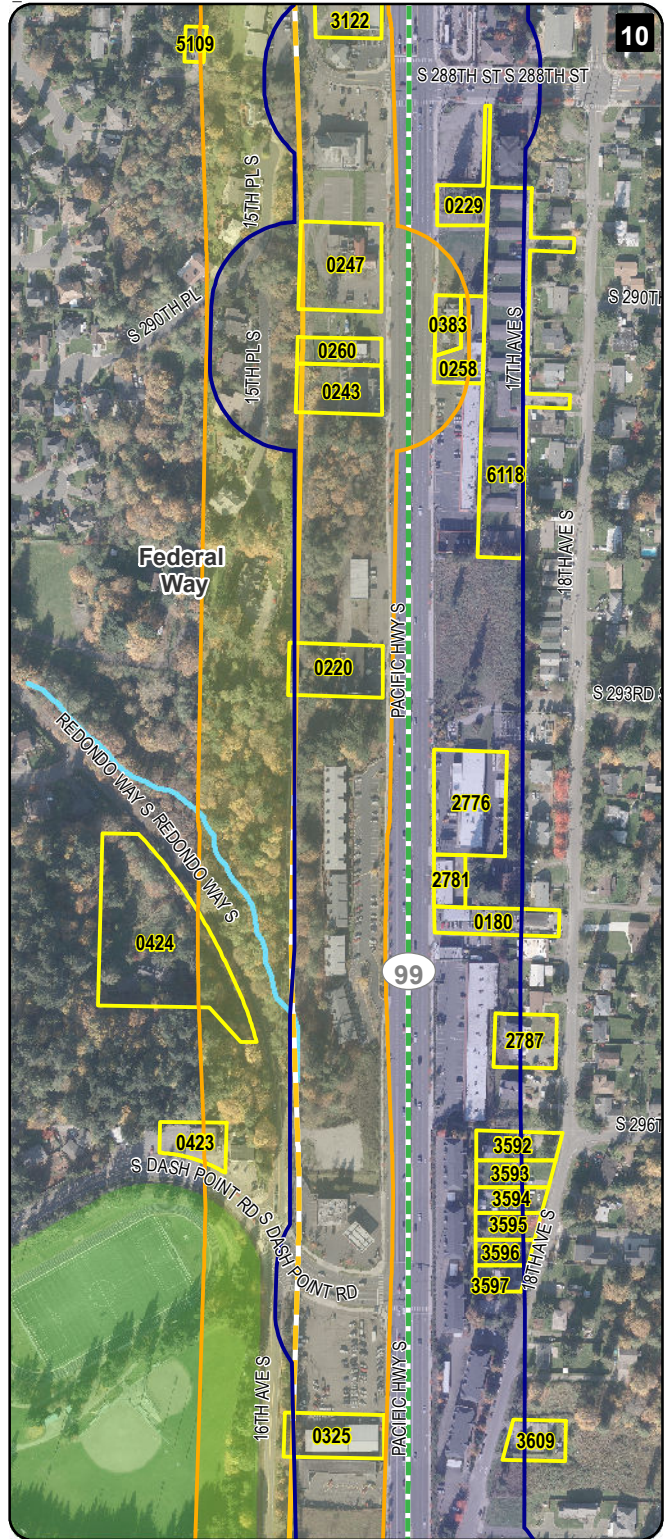 10
3122
5109
S 288TH ST S 288TH ST
15TH PL S
0229
0247
S 290TH PL
S 290TH
0383
0260
15TH PL S
17TH AVE S
0258
0243
6118
18TH AVE S
Federal
Way
0220
PACIFIC HWY S
S 293RD S
REDONDO WAY S REDONDO WAY S
2776
2781
0180
0424
99
2787
S 296T
3592
0423
3593
S DASH POINT RD S DASH POINT RD
3594
3595
3596
18TH AVE S
3597
16TH AVE S
PACIFIC HWY S
0325
3609